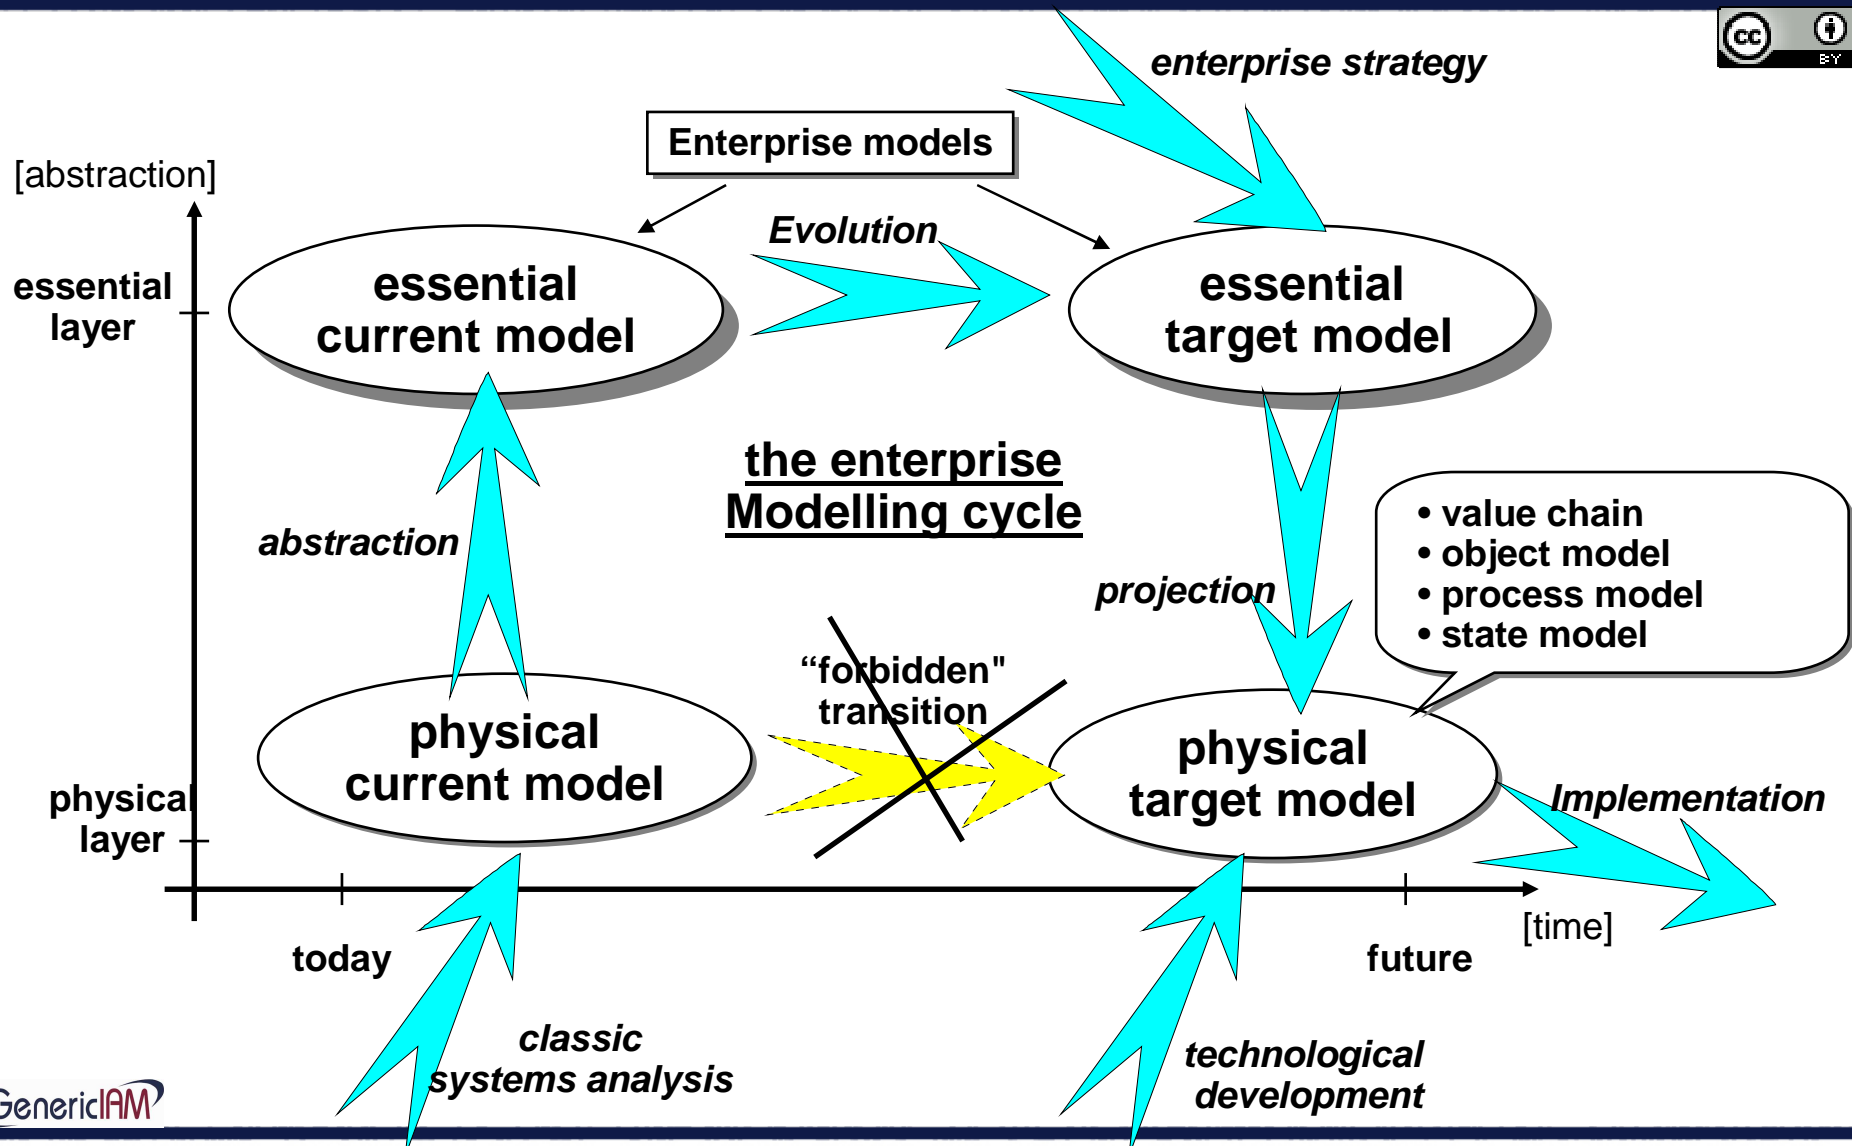 enterprise strategy
cc
BY
Enterprise models
[abstraction]
Evolution
essential
layer
essential
current model
essential
target model
the enterprise
Modelling cycle
abstraction
projection
• value chain
• object model
• process model
• state model
“forbidden"
transition
physical
current model
physical
target model
physical
layer
Implementation
[time]
today
future
classic
systems analysis
technological
development
GenericIAM